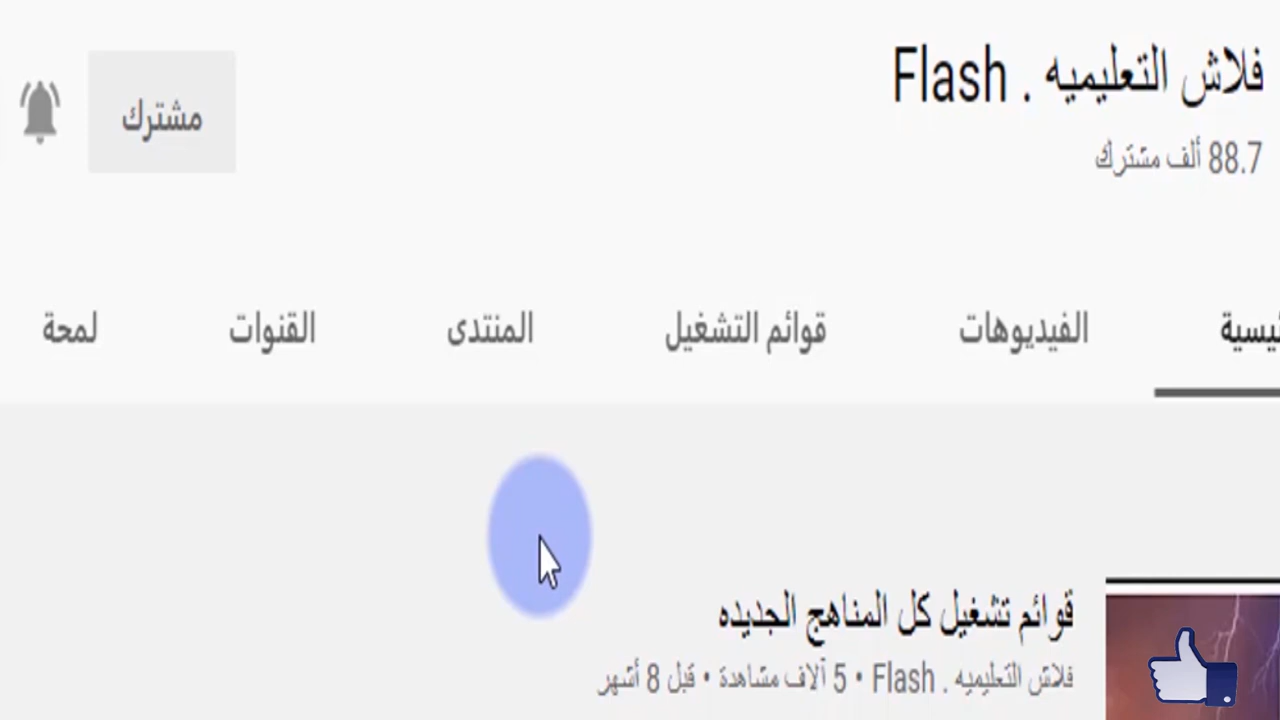 فلاش التعليميه . Flash
88.7 ألف مشترك
مشترك
الفيديوهات
قوائم التشغيل
المنتدى
القنوات
لمحة
قوائم تشغيل كل المناهج الجديده
فلاش التعليميه . Flash • 5 آلاف مشاهدة • قبل 8 أشهر